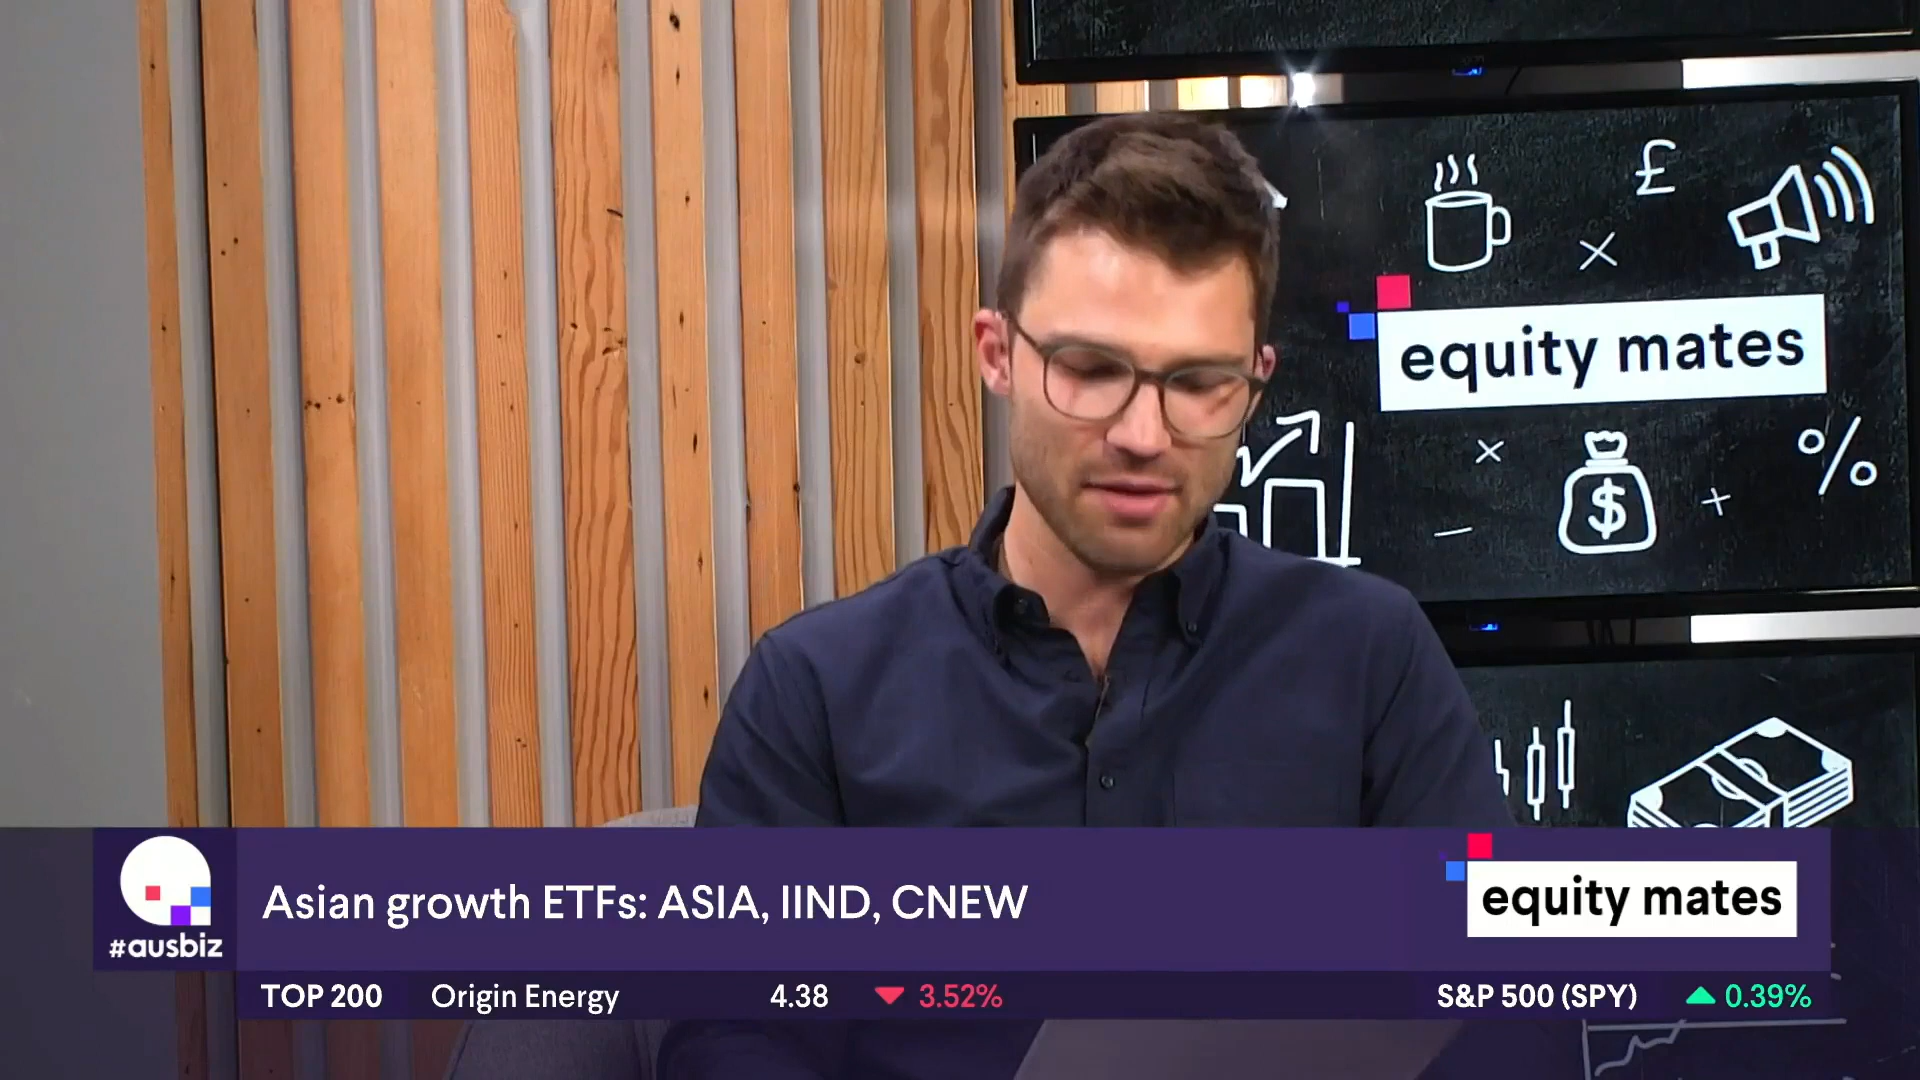 £
equity mates
%
$
Asian growth ETFs: ASIA, IIND, CNEW
equity mates
#ausbiz
TOP 200 Origin Energy 4.38 ▼ 3.52% S&P 500 (SPY) ▲ 0.39%